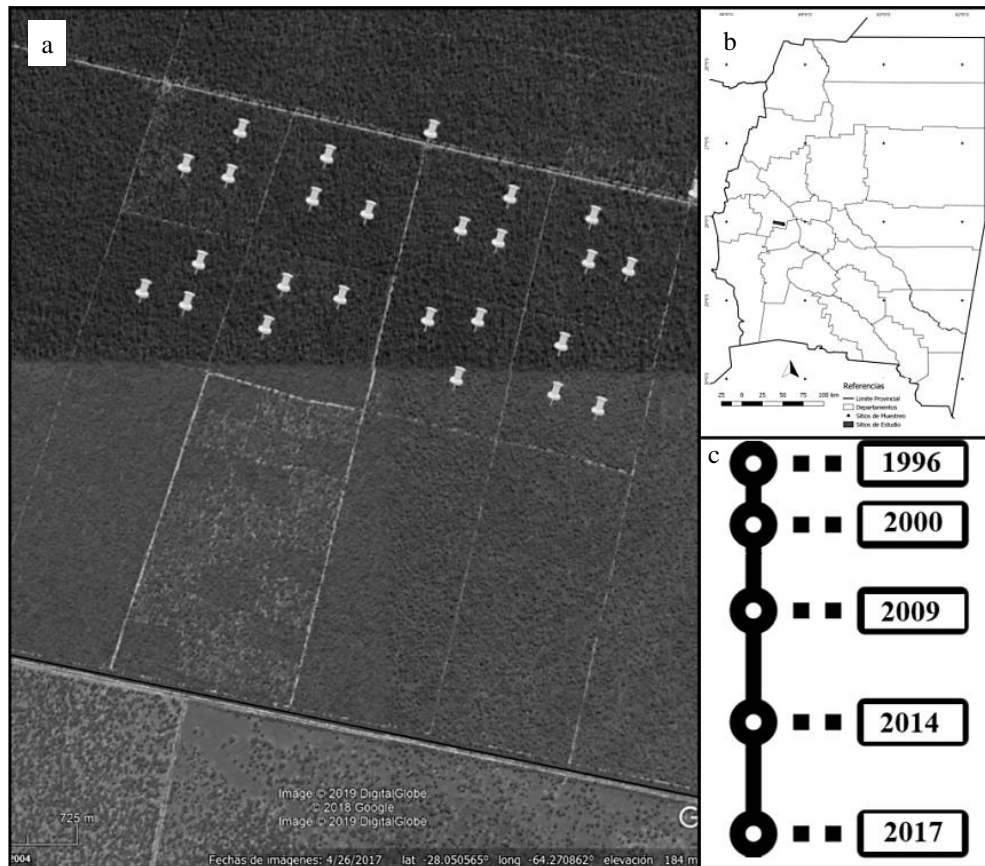 a
Image © 2019 DigitalGlobe
© 2018 Google
Image © 2019 DigitalGlobe
725 m
2004
Fechas de imágenes: 4/26/2017 lat -28.050565° long -64.270862° elevación 184 m
G
b
25 0 25 50 75 100 km
Referencias
Limite Provincial
Departamentos
Sitios de Muestreo
Sitios de Estudio
c
1996
2000
2009
2014
2017